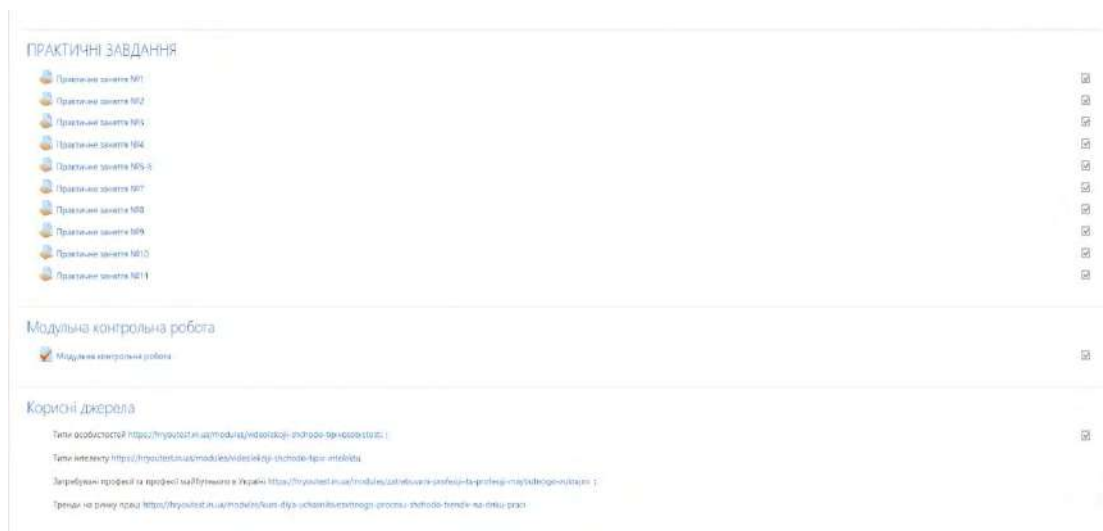 ПРАКТИЧНІ ЗАВДАННЯ
Практичне заняття №1
Практичне заняття №2
Практичне заняття №3
Практичне заняття №4
Практичне заняття №5-6
Практичне заняття №7
Практичне заняття №8
Практичне заняття №9
Практичне заняття №10
Практичне заняття №11
Модульна контрольна робота
Модульна контрольна робота
Корисні джерела
Типи особистостей
Типи інтелекту
Затребувані професії та професії майбутнього в Україні
Тренди на ринку праці